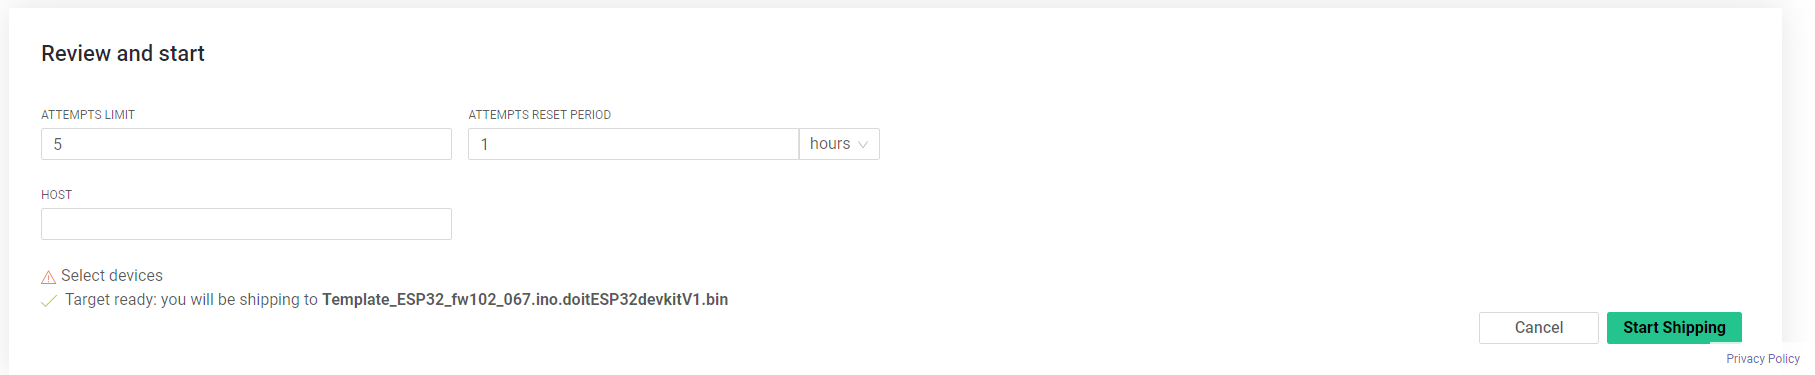 Review and start
ATTEMPTS LIMIT
ATTEMPTS RESET PERIOD
5
1
hours
HOST
Select devices
Target ready: you will be shipping to Template_ESP32_fw102_067.ino.doitESP32devkitV1.bin
Cancel
Start Shipping
Privacy Policy